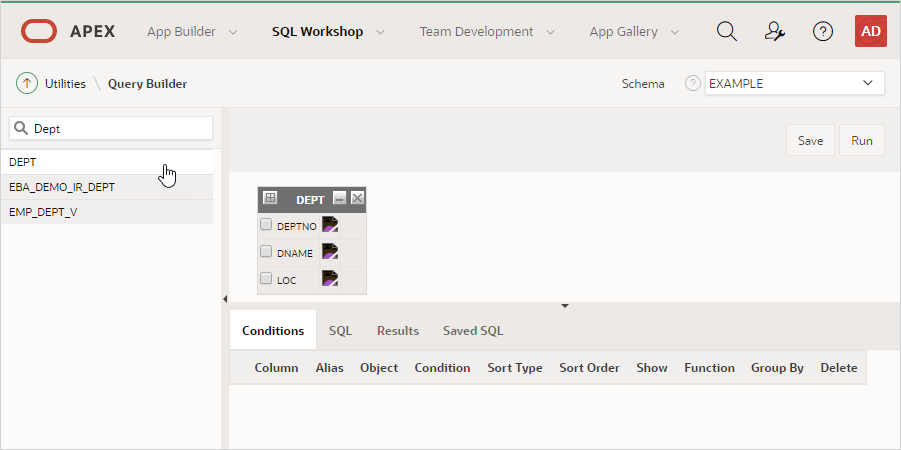 APEX App Builder SQL Workshop Team Development App Gallery AD
Utilities \ Query Builder Schema EXAMPLE
Dept
Save Run
DEPT
EBA_DEMO_IR_DEPT
EMP_DEPT_V
DEPT
DEPTNO
DNAME
LOC
Conditions SQL Results Saved SQL
Column Alias Object Condition Sort Type Sort Order Show Function Group By Delete